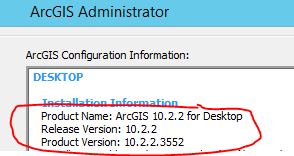 ArcGIS Administrator
ArcGIS Configuration Information:
DESKTOP
Installation Information
Product Name: ArcGIS 10.2.2 for Desktop
Release Version: 10.2.2
Product Version: 10.2.2.3552